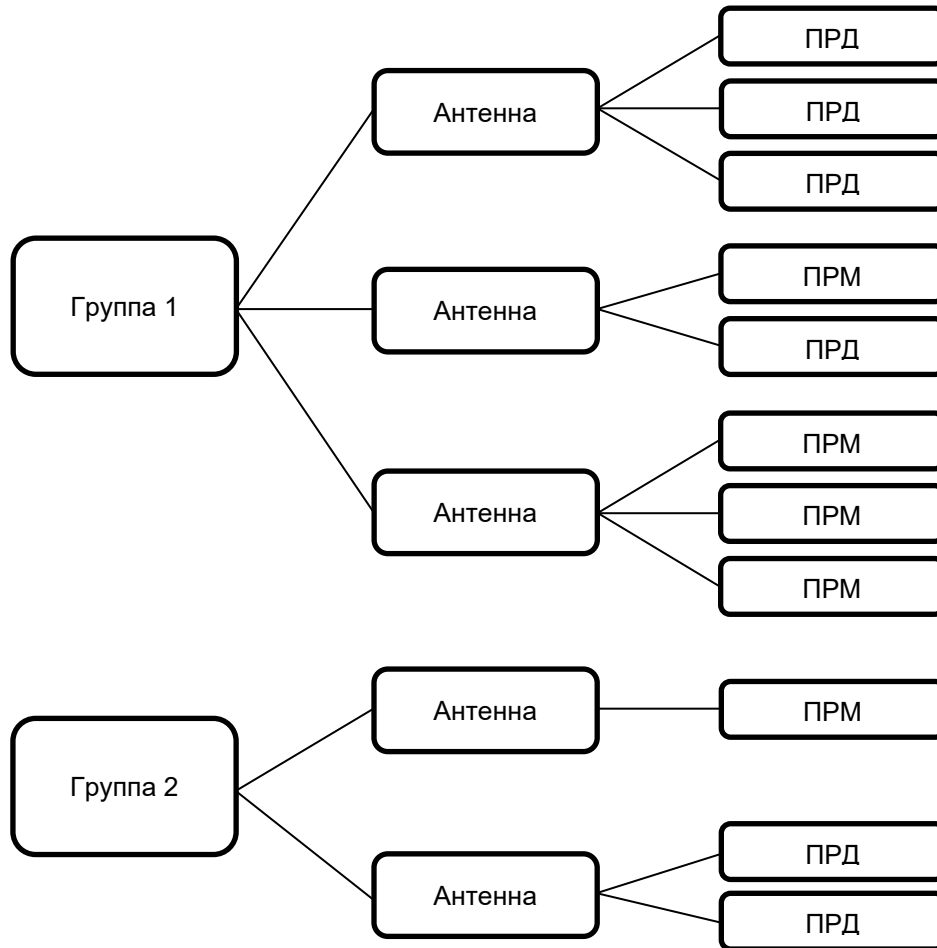 Группа 1
Антенна
ПРД
ПРД
ПРД
Антенна
ПРМ
ПРД
Антенна
ПРМ
ПРМ
ПРМ
Группа 2
Антенна
ПРМ
Антенна
ПРД
ПРД